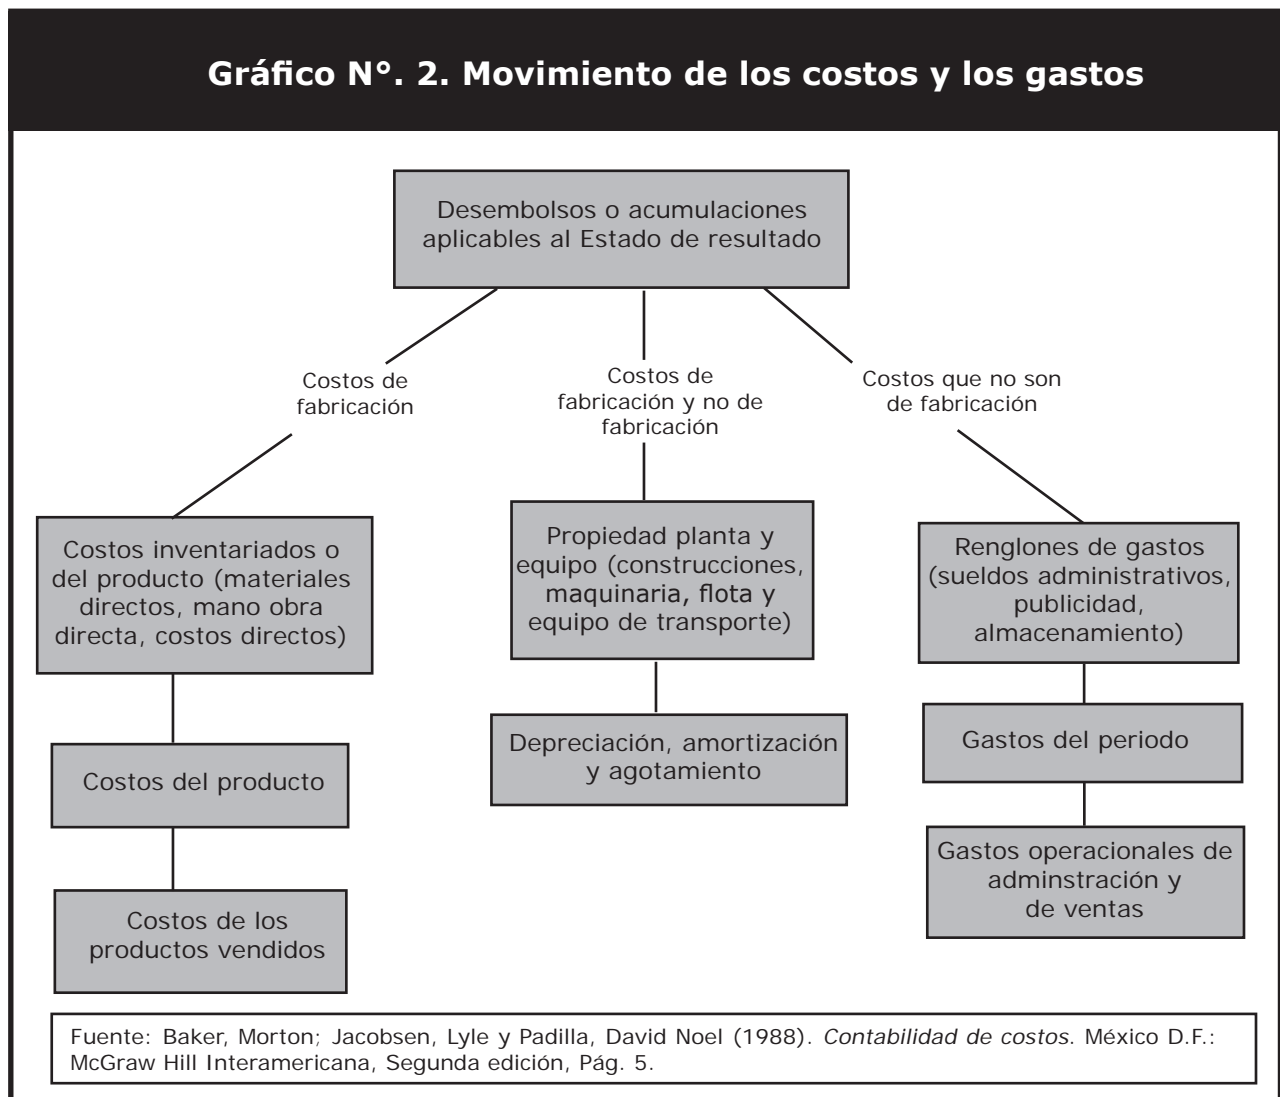 Gráfico N°. 2. Movimiento de los costos y los gastos
Desembolsos o acumulaciones
aplicables al Estado de resultado
Costos de
fabricación
Costos de
fabricación y no de
fabricación
Costos que no son
de fabricación
Costos inventariados o
del producto (materiales
directos, mano obra
directa, costos directos)
Propiedad planta y
equipo (construcciones,
maquinaria, flota y
equipo de transporte)
Renglones de gastos
(sueldos administrativos,
publicidad,
almacenamiento)
Costos del producto
Depreciación, amortización
y agotamiento
Gastos del periodo
Costos de los
productos vendidos
Gastos operacionales de
adminstración y
de ventas
Fuente: Baker, Morton; Jacobsen, Lyle y Padilla, David Noel (1988). Contabilidad de costos. México D.F.:
McGraw Hill Interamericana, Segunda edición, Pág. 5.